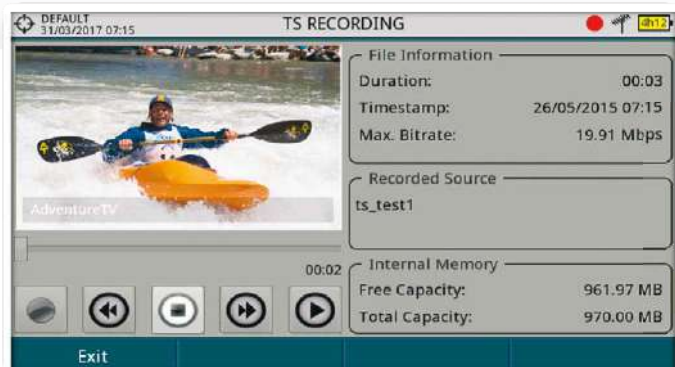 DEFAULT
31/03/2017 07:15
TS RECORDING
dh12
AdventureTV
00:02
File Information
Duration: 00:03
Timestamp: 26/05/2015 07:15
Max. Bitrate: 19.91 Mbps
Recorded Source
ts_test1
Internal Memory
Free Capacity: 961.97 MB
Total Capacity: 970.00 MB
Exit